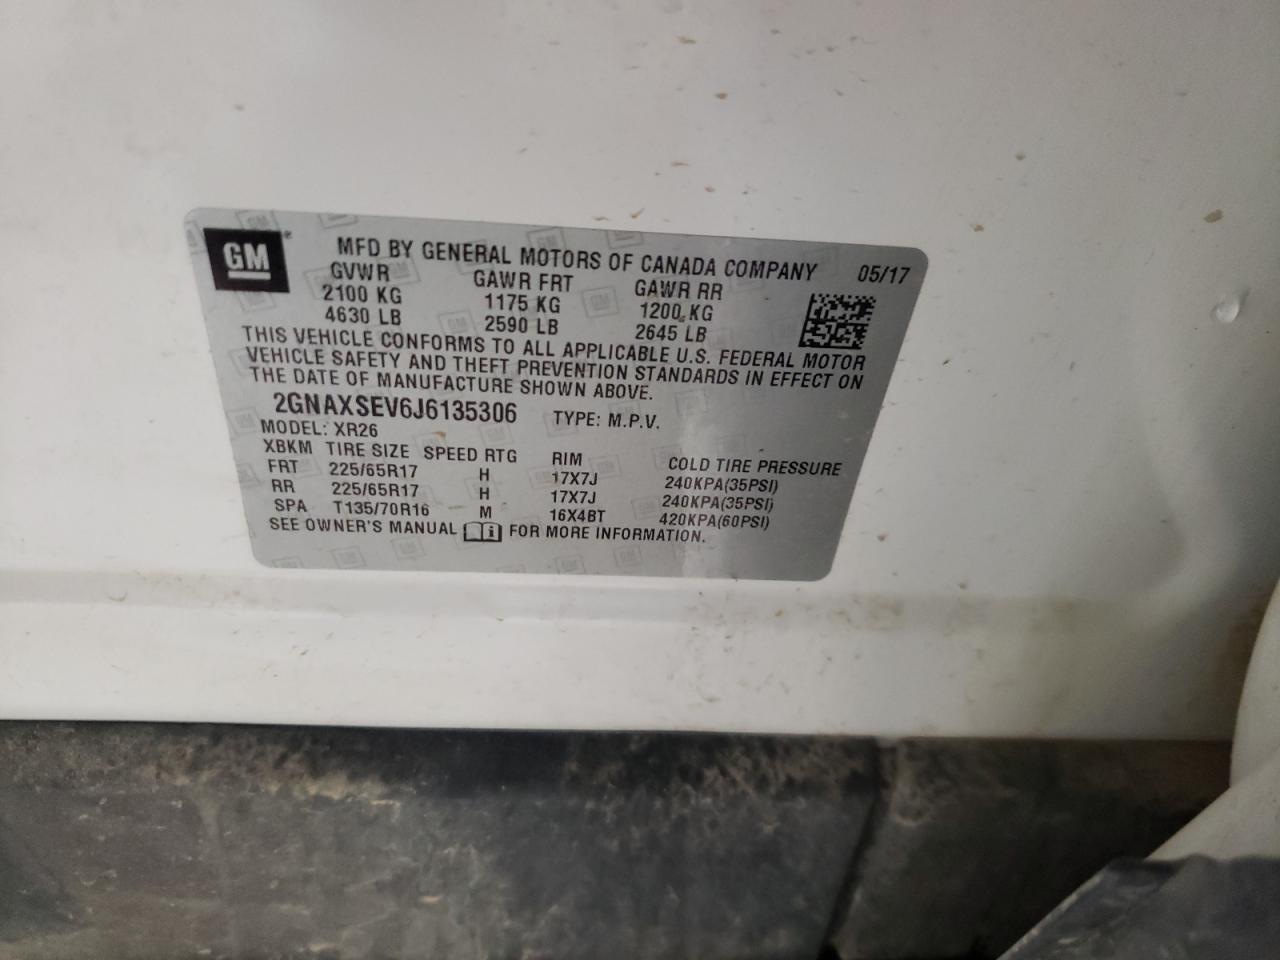 GM ® MFD BY GENERAL MOTORS OF CANADA COMPANY 05/17
GVWR GAWR FRT GAWR RR
2100 KG 1175 KG 1200 KG
4630 LB 2590 LB 2645 LB
THIS VEHICLE CONFORMS TO ALL APPLICABLE U.S. FEDERAL MOTOR
VEHICLE SAFETY AND THEFT PREVENTION STANDARDS IN EFFECT ON
THE DATE OF MANUFACTURE SHOWN ABOVE.
2GNAXSEV6J6135306 TYPE: M.P.V.
MODEL: XR26
XBKM TIRE SIZE SPEED RTG RIM COLD TIRE PRESSURE
FRT 225/65R17 H 17X7J 240KPA(35PSI)
RR 225/65R17 H 17X7J 240KPA(35PSI)
SPA T135/70R16 M 16X4BT 420KPA(60PSI)
SEE OWNER'S MANUAL FOR MORE INFORMATION.